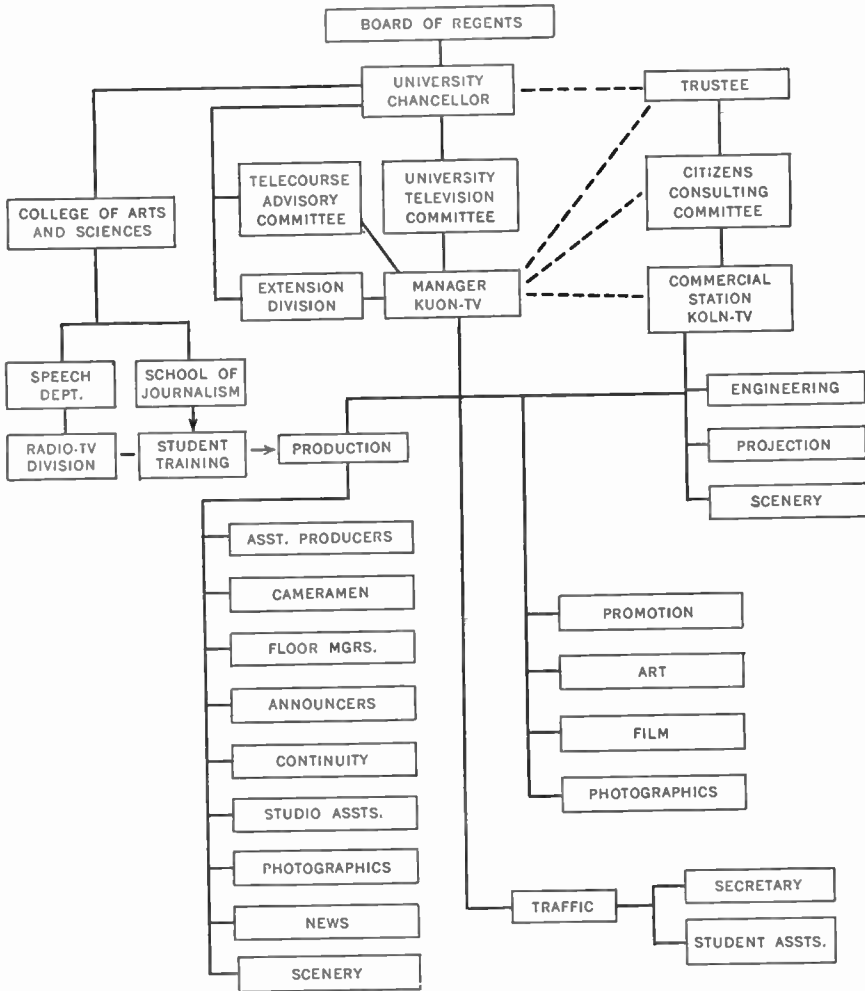 BOARD OF REGENTS
UNIVERSITY
CHANCELLOR
TRUSTEE
TELECOURSE
ADVISORY
COMMITTEE
UNIVERSITY
TELEVISION
COMMITTEE
CITIZENS
CONSULTING
COMMITTEE
COLLEGE OF ARTS
AND SCIENCES
EXTENSION
DIVISION
MANAGER
KUON-TV
COMMERCIAL
STATION
KOLN-TV
SPEECH
DEPT.
SCHOOL OF
JOURNALISM
ENGINEERING
RADIO-TV
DIVISION
STUDENT
TRAINING
PRODUCTION
PROJECTION
SCENERY
ASST. PRODUCERS
CAMERAMEN
FLOOR MGRS.
ANNOUNCERS
CONTINUITY
STUDIO ASSTS.
PHOTOGRAPHICS
NEWS
SCENERY
PROMOTION
ART
FILM
PHOTOGRAPHICS
TRAFFIC
SECRETARY
STUDENT ASSTS.